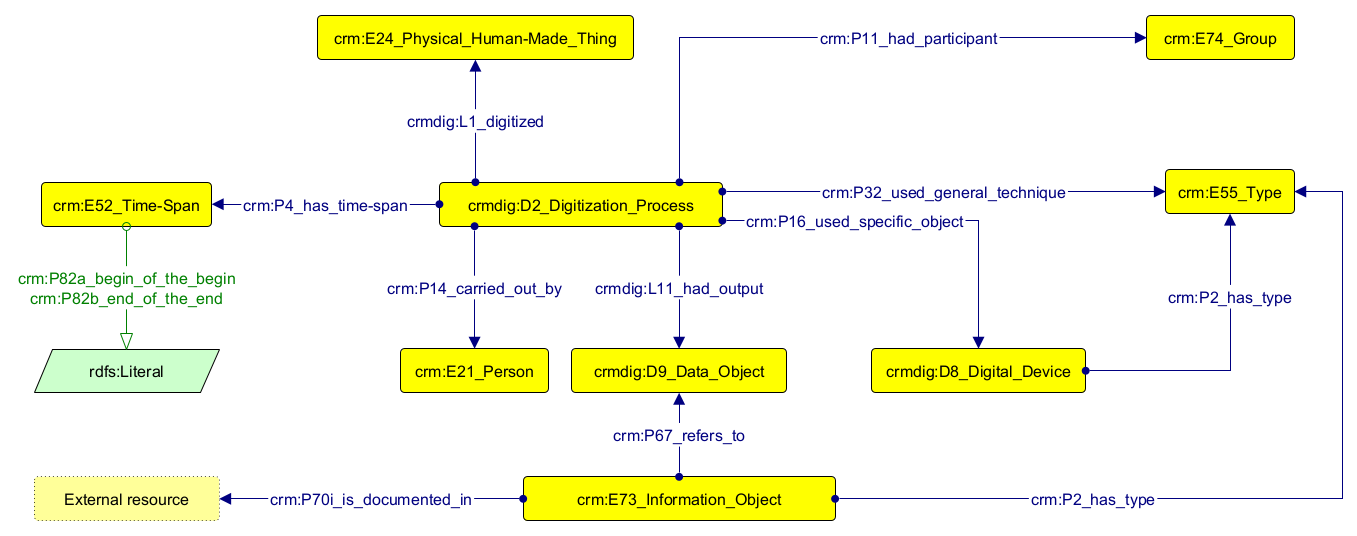 crm:E24_Physical_Human-Made_Thing
crm:P11_had_participant
crm:E74_Group
crmdig:L1_digitized
crm:E52_Time-Span
crm:P4_has_time-span
crmdig:D2_Digitization_Process
crm:P32_used_general_technique
crm:E55_Type
crm:P16_used_specific_object
crm:P82a_begin_of_the_begin
crm:P82b_end_of_the_end
crm:P14_carried_out_by
crmdig:L11_had_output
crm:P2_has_type
rdfs:Literal
crm:E21_Person
crmdig:D9_Data_Object
crmdig:D8_Digital_Device
crm:P67_refers_to
External resource
crm:P70i_is_documented_in
crm:E73_Information_Object
crm:P2_has_type